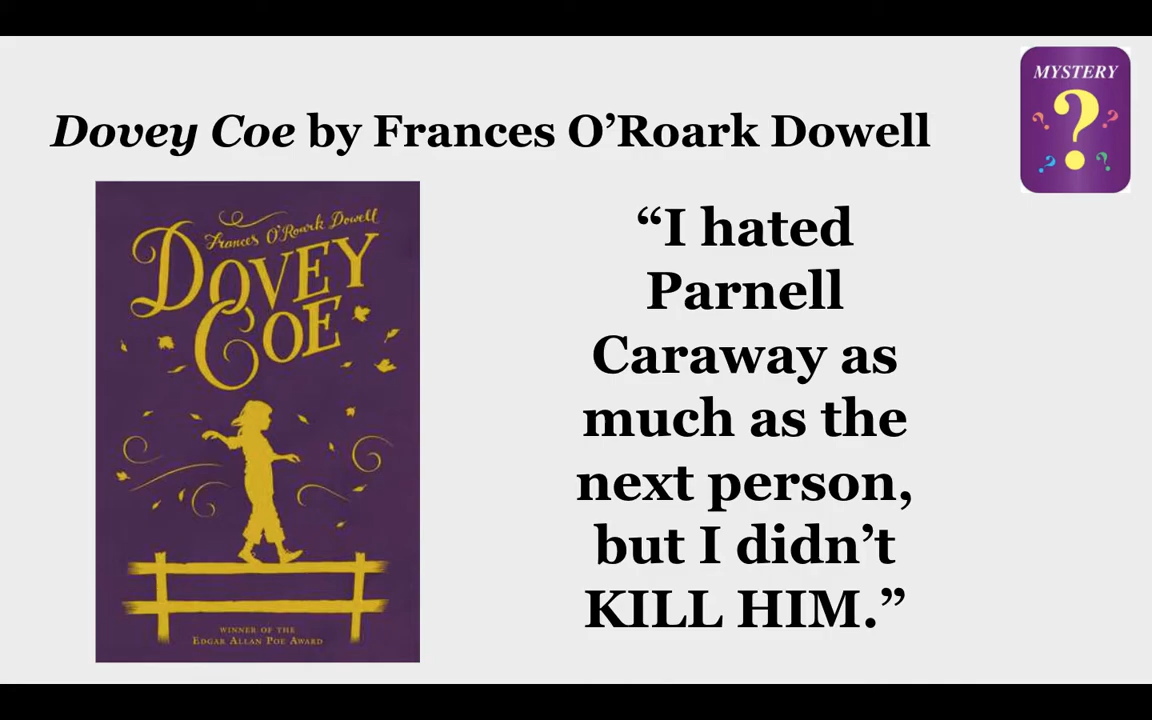 MYSTERY
?
? ?
? ?
Dovey Coe by Frances O’Roark Dowell
Frances O'Roark Dowell
DOVEY
COE
WINNER OF THE
EDGAR ALLAN POE AWARD
“I hated
Parnell
Caraway as
much as the
next person,
but I didn’t
KILL HIM.”